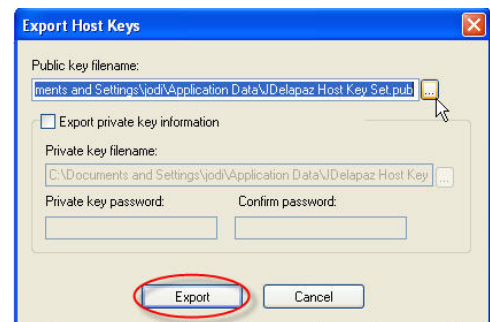 Export Host Keys
Public key filename:
ments and Settings\jodi\Application Data\JDelapaz Host Key Set.pub
...
Export private key information
Private key filename:
C:\Documents and Settings\jodi\Application Data\JDelapaz Host Key
...
Private key password: Confirm password:
Export Cancel